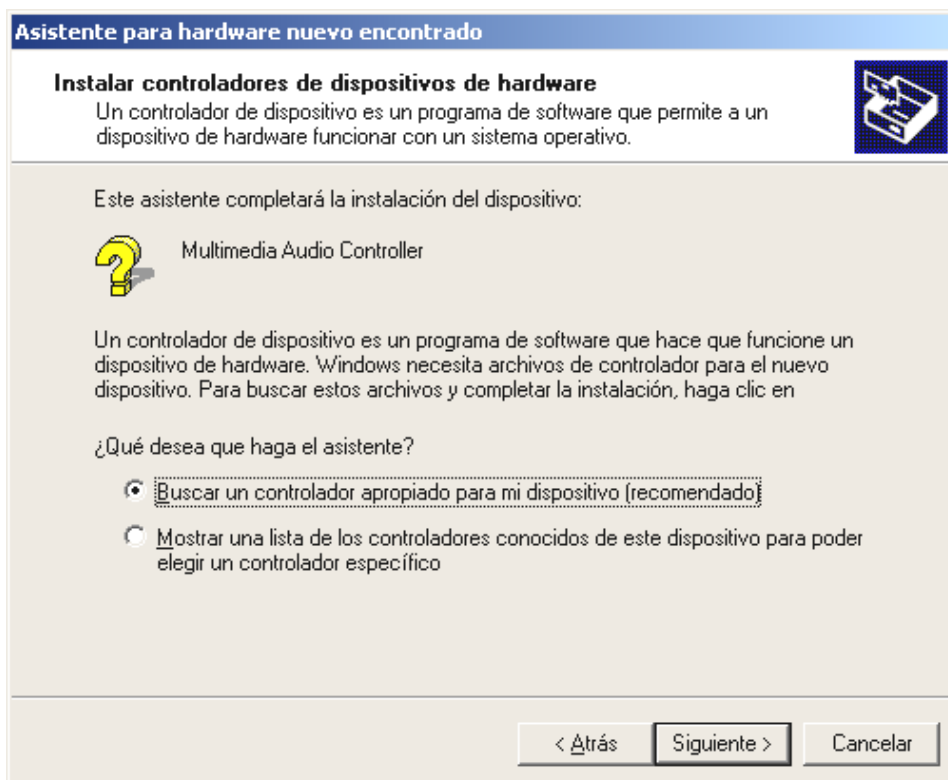 Asistente para hardware nuevo encontrado
Instalar controladores de dispositivos de hardware
Un controlador de dispositivo es un programa de software que permite a un
dispositivo de hardware funcionar con un sistema operativo.
Este asistente completará la instalación del dispositivo:
Multimedia Audio Controller
Un controlador de dispositivo es un programa de software que hace que funcione un
dispositivo de hardware. Windows necesita archivos de controlador para el nuevo
dispositivo. Para buscar estos archivos y completar la instalación, haga clic en
¿Qué desea que haga el asistente?
Buscar un controlador apropiado para mi dispositivo (recomendado)
Mostrar una lista de los controladores conocidos de este dispositivo para poder
elegir un controlador específico
< Atrás Siguiente > Cancelar